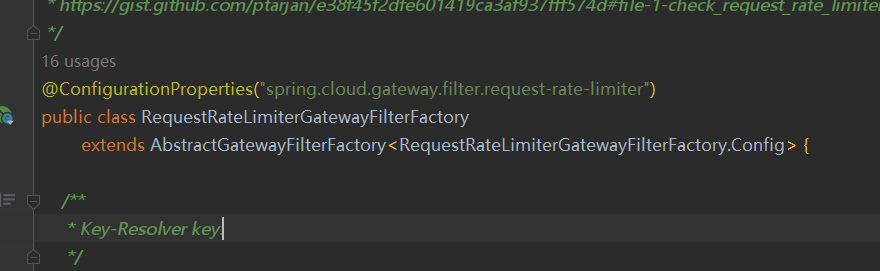 * https://gist.github.com/ptarjan/e38f45f2dfe601419ca3af937fff574d#file-1-check_request_rate_limiter
*/
16 usages
@ConfigurationProperties("spring.cloud.gateway.filter.request-rate-limiter")
public class RequestRateLimiterGatewayFilterFactory
extends AbstractGatewayFilterFactory<RequestRateLimiterGatewayFilterFactory.Config> {
/**
* Key-Resolver key.
*/